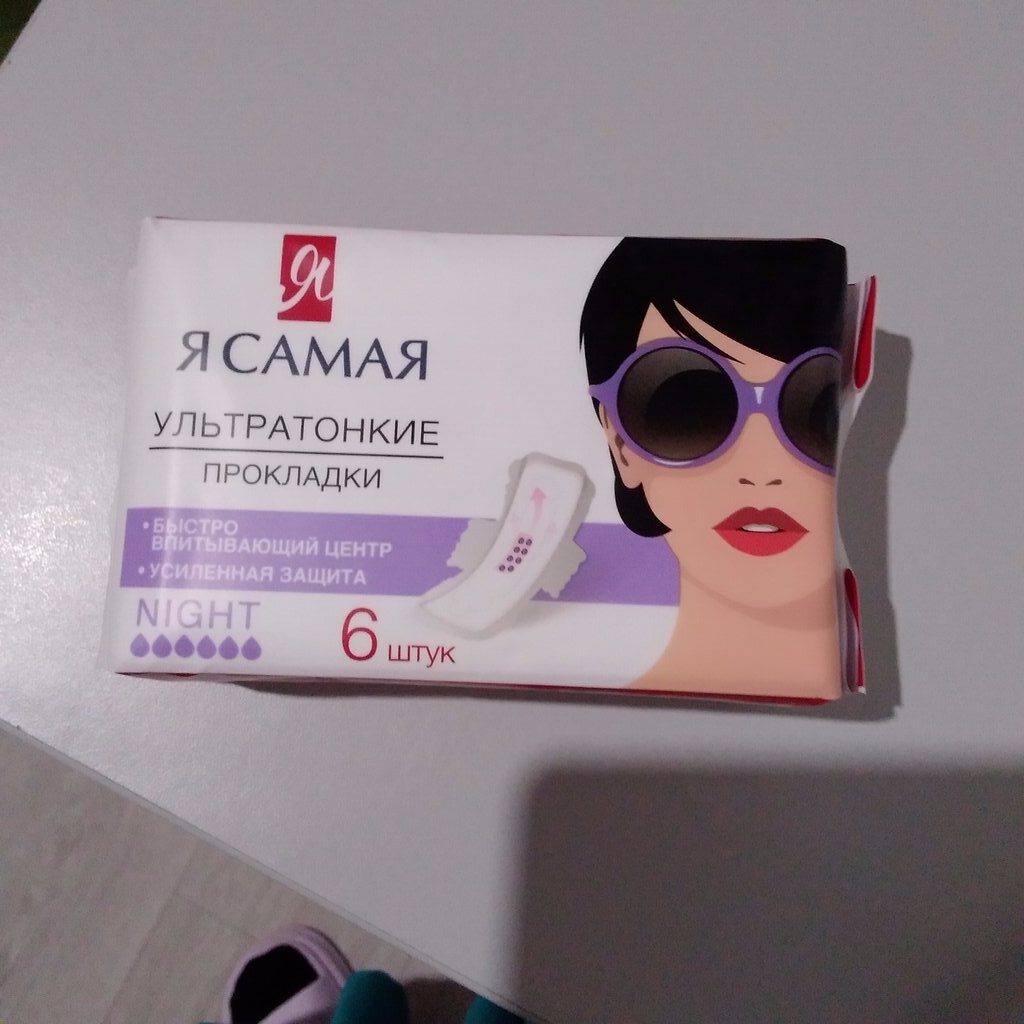 Я
Я САМАЯ
УЛЬТРАТОНКИЕ
ПРОКЛАДКИ
• БЫСТРО
ВПИТЫВАЮЩИЙ ЦЕНТР
• УСИЛЕННАЯ ЗАЩИТА
NIGHT
6 штук